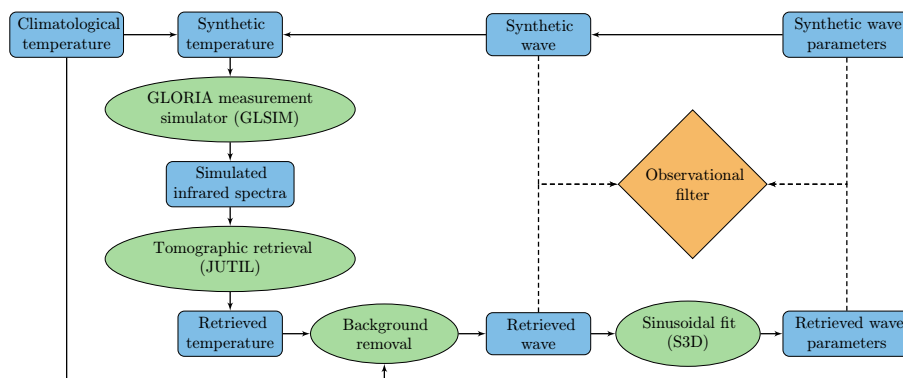 Climatological
temperature
Synthetic
temperature
Synthetic
wave
Synthetic wave
parameters
GLORIA measurement
simulator (GLSIM)
Simulated
infrared spectra
Observational
filter
Tomographic retrieval
(JUTIL)
Retrieved
temperature
Background
removal
Retrieved
wave
Sinusoidal fit
(S3D)
Retrieved wave
parameters